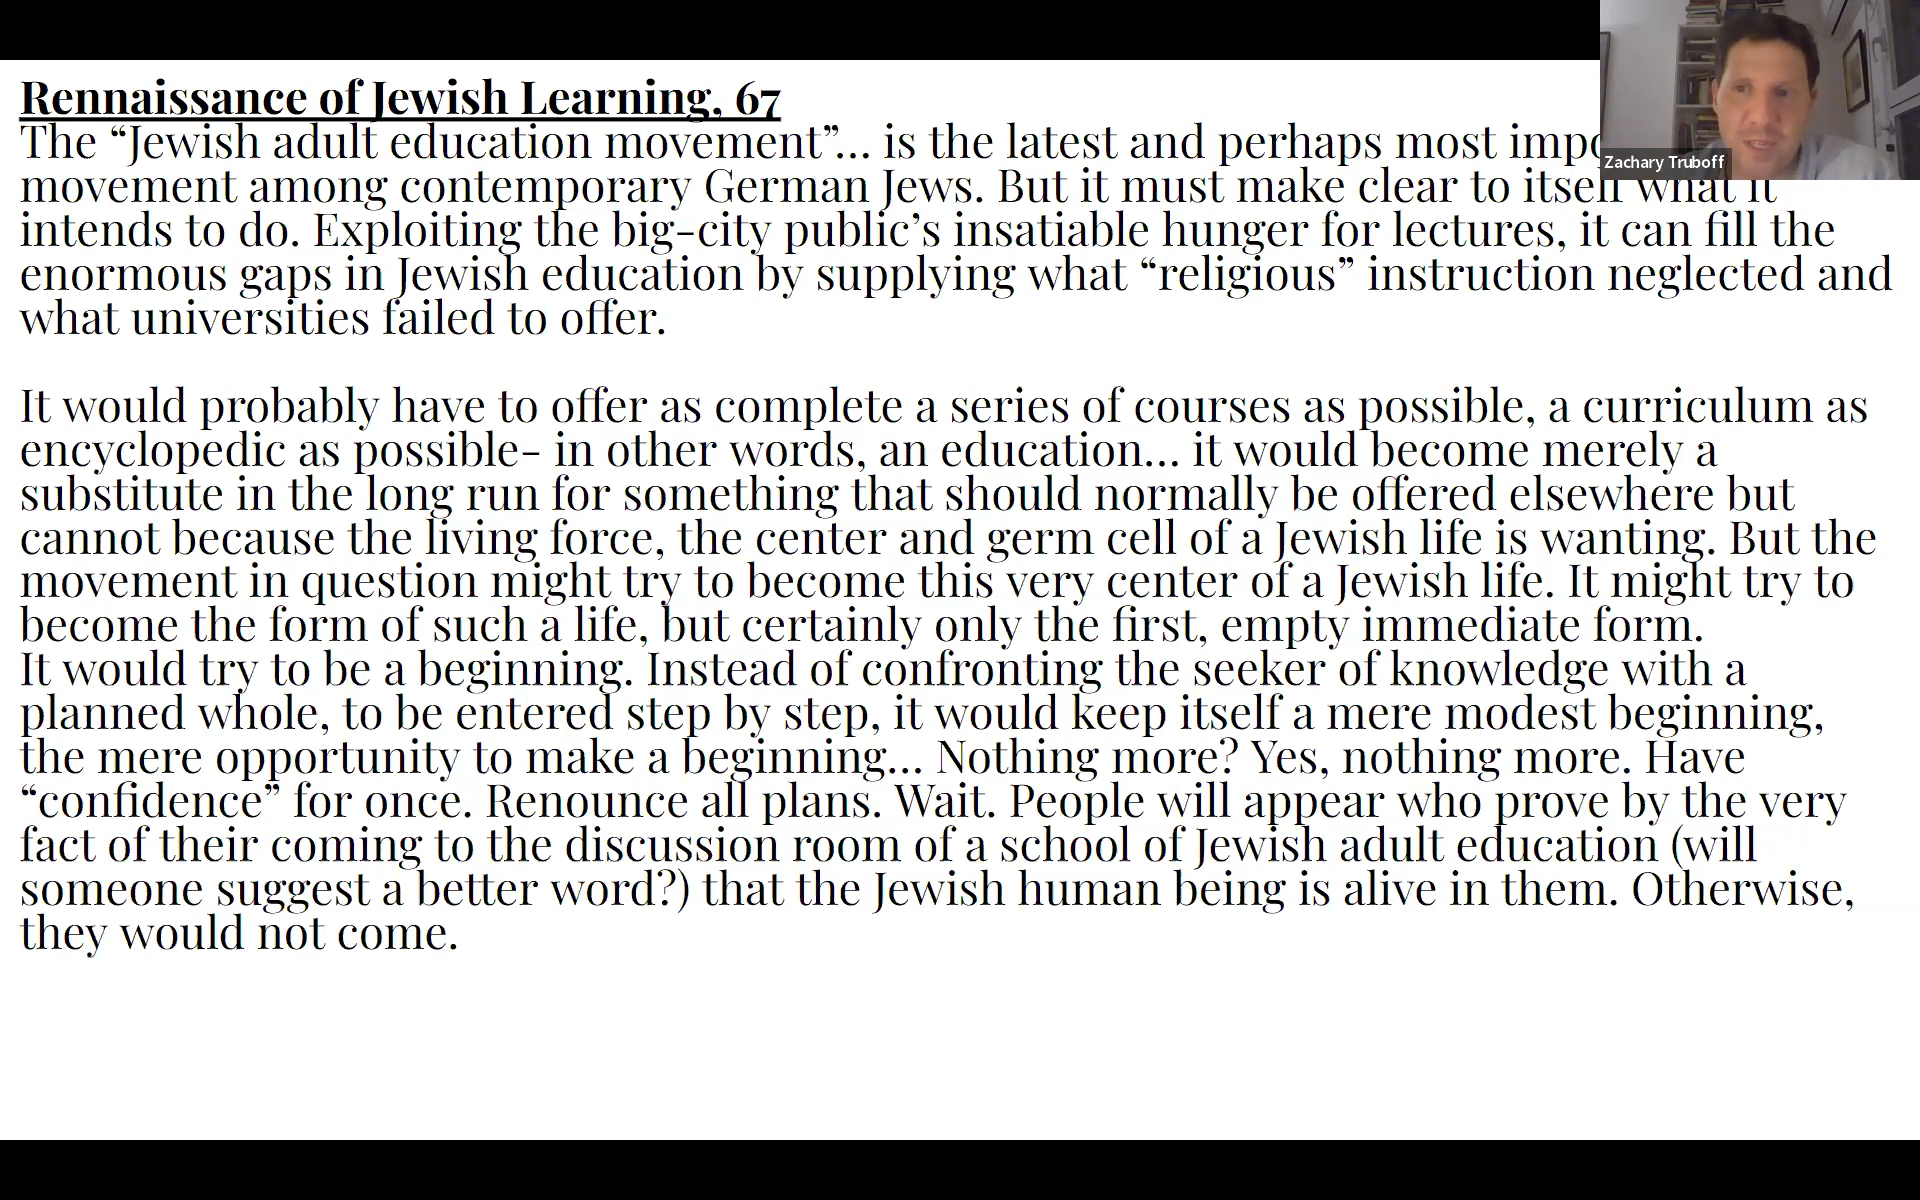 Rennaissance of Jewish Learning, 67
The “Jewish adult education movement”... is the latest and perhaps most
movement among contemporary German Jews. But it must make clear to itself what it
intends to do. Exploiting the big-city public’s insatiable hunger for lectures, it can fill the
enormous gaps in Jewish education by supplying what “religious” instruction neglected and
what universities failed to offer.
It would probably have to offer as complete a series of courses as possible, a curriculum as
encyclopedic as possible- in other words, an education... it would become merely a
substitute in the long run for something that should normally be offered elsewhere but
cannot because the living force, the center and germ cell of a Jewish life is wanting. But the
movement in question might try to become this very center of a Jewish life. It might try to
become the form of such a life, but certainly only the first, empty immediate form.
It would try to be a beginning. Instead of confronting the seeker of knowledge with a
planned whole, to be entered step by step, it would keep itself a mere modest beginning,
the mere opportunity to make a beginning... Nothing more? Yes, nothing more. Have
“confidence” for once. Renounce all plans. Wait. People will appear who prove by the very
fact of their coming to the discussion room of a school of Jewish adult education (will
someone suggest a better word?) that the Jewish human being is alive in them. Otherwise,
they would not come.
Zachary Truboff